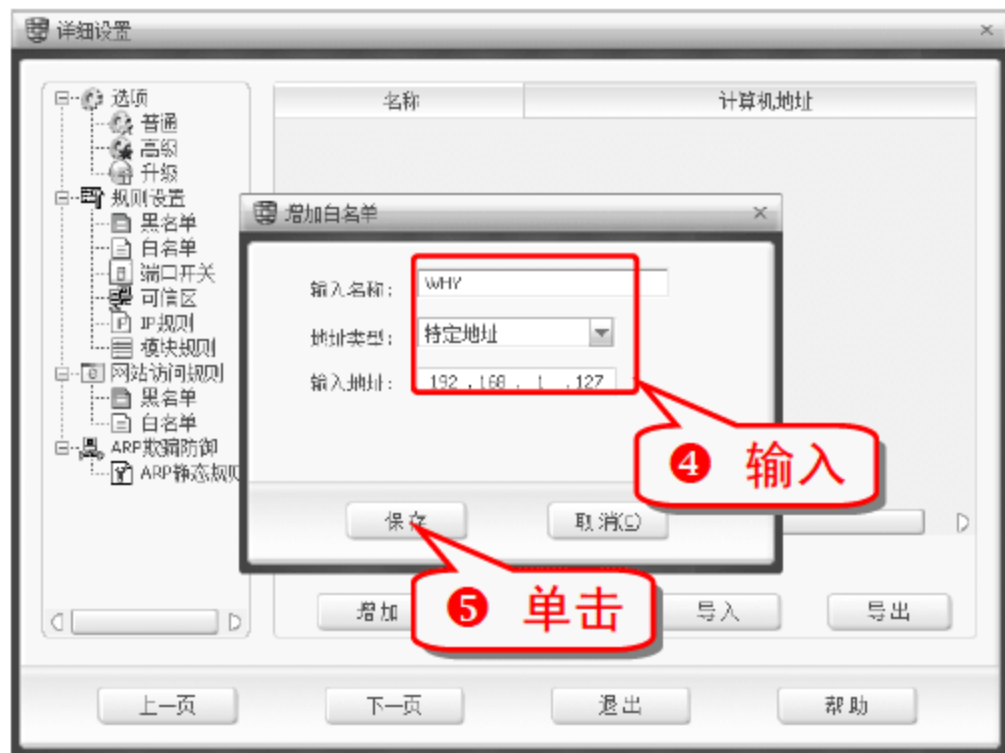 详细设置
选项
普通
高级
升级
规则设置
黑名单
白名单
端口开关
可信区
IP规则
模块规则
网站访问规则
黑名单
白名单
ARP欺骗防御
ARP静态规则
名称 计算机地址
增加白名单
输入名称: WHY
地址类型: 特定地址
输入地址: 192 .168 . 1 .127
❹ 输入
保存 取消(C)
❺ 单击
增加 导入 导出
上一页 下一页 退出 帮助